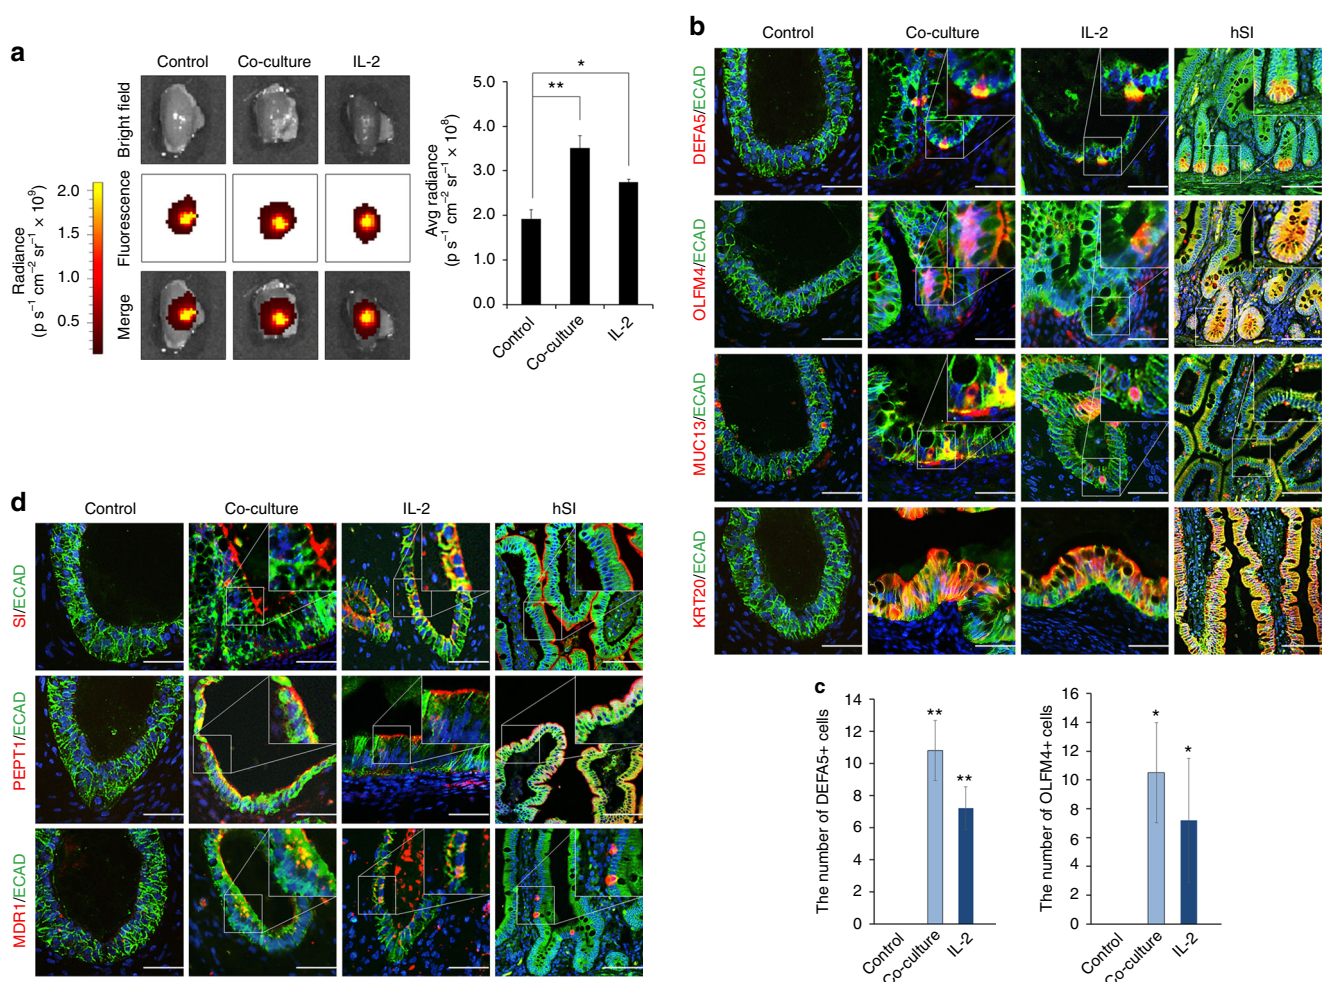 a
Control Co-culture IL-2
Bright field
Fluorescence
Merge
Radiance
(p s⁻¹ cm⁻² sr⁻¹ × 10⁹)
2.0
1.5
1.0
0.5
Avg radiance
(p s⁻¹ cm⁻² sr⁻¹ × 10⁸)
5.0
4.0
3.0
2.0
1.0
0.0
*
**
Control
Co-culture
IL-2
b
Control Co-culture IL-2 hSI
DEFA5/ECAD
OLFM4/ECAD
MUC13/ECAD
KRT20/ECAD
c
The number of DEFA5+ cells
14
12
10
8
6
4
2
0
**
**
Control
Co-culture
IL-2
The number of OLFM4+ cells
16
14
12
10
8
6
4
2
0
*
*
Control
Co-culture
IL-2
d
Control Co-culture IL-2 hSI
SI/ECAD
PEPT1/ECAD
MDR1/ECAD